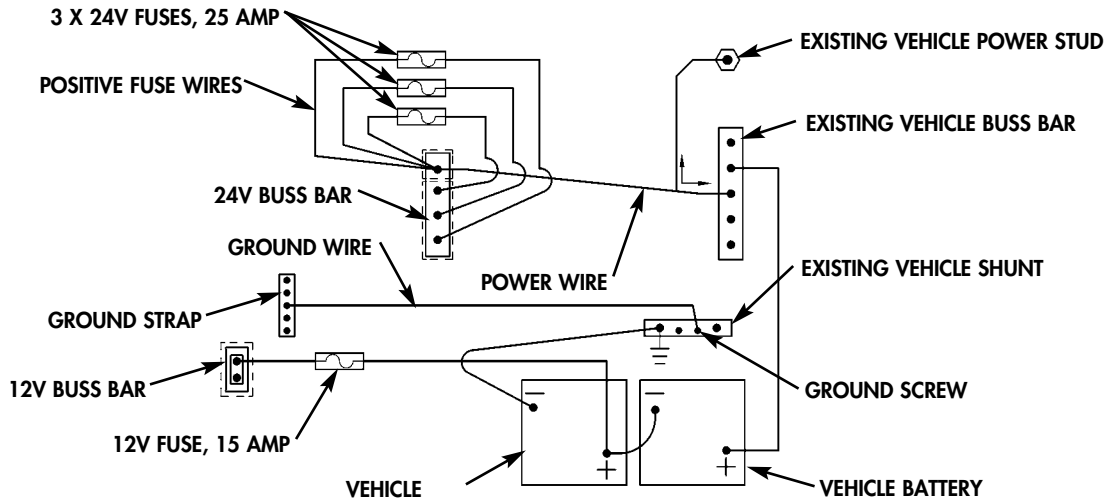 3 X 24V FUSES, 25 AMP
EXISTING VEHICLE POWER STUD
POSITIVE FUSE WIRES
EXISTING VEHICLE BUSS BAR
24V BUSS BAR
GROUND WIRE
POWER WIRE
EXISTING VEHICLE SHUNT
GROUND STRAP
12V BUSS BAR
GROUND SCREW
12V FUSE, 15 AMP
VEHICLE
VEHICLE BATTERY